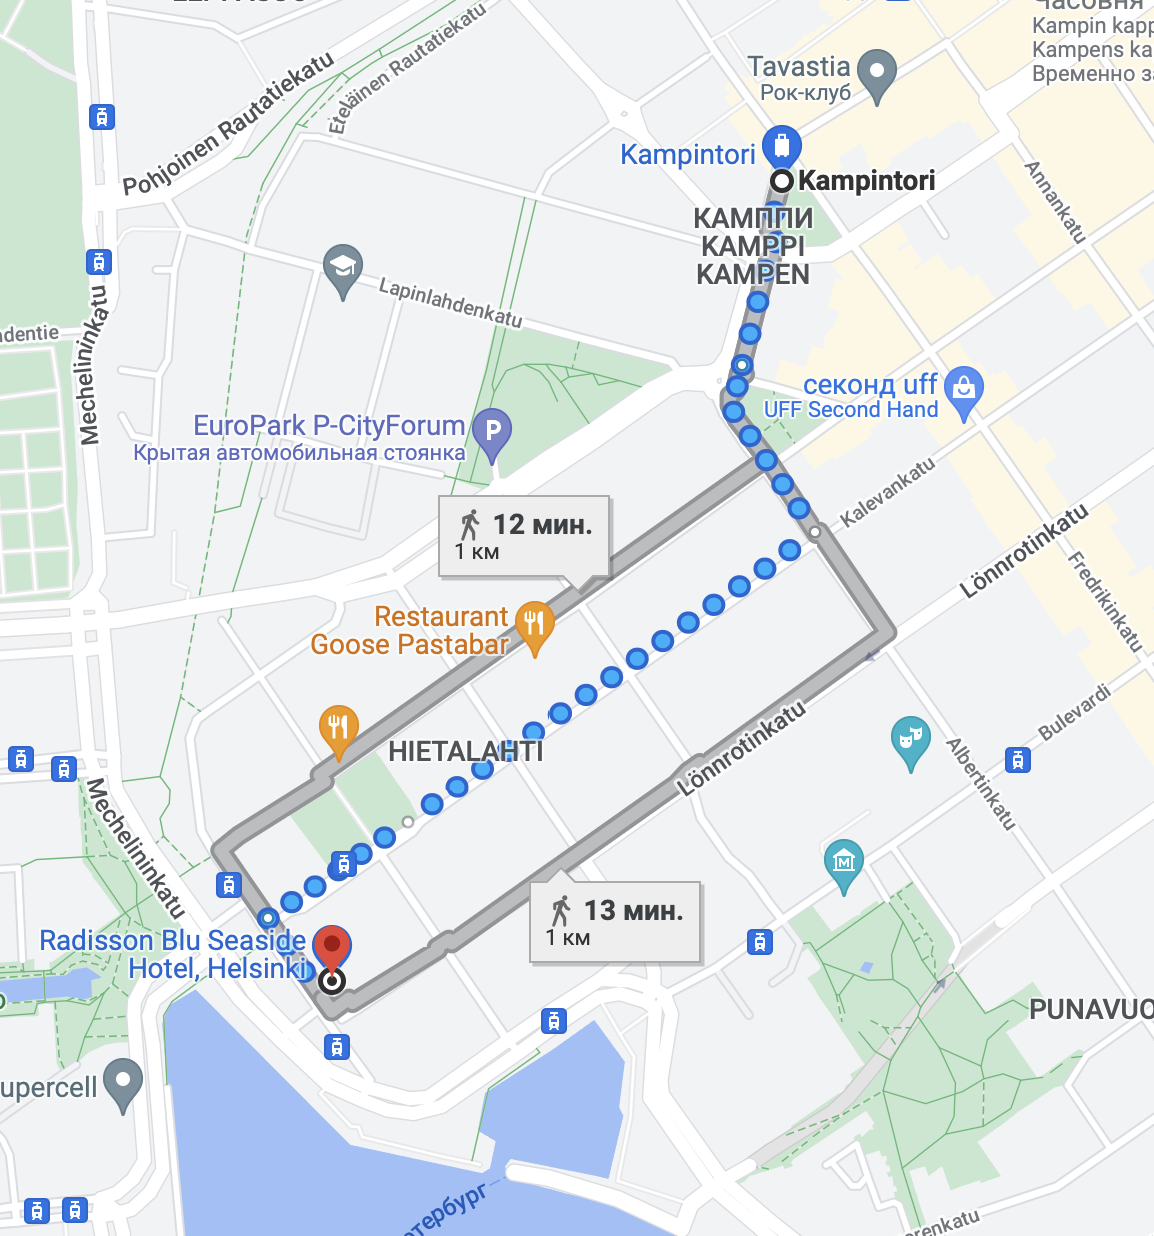 Часовня
Kampin kapp
Kampens ka
Временно за
Eteläinen Rautatiekatu
Pohjoinen Rautatiekatu
Tavastia
Рок-клуб
Kampintori
Kampintori
КАМППИ
KAMPPI
KAMPEN
Annankatu
Lapinlahdenkatu
Mechelininkatu
ndentie
секонд uff
UFF Second Hand
EuroPark P-CityForum
Крытая автомобильная стоянка
P
Kalevankatu
12 мин.
1 км
Lönnrotinkatu
Fredrikinkatu
Restaurant
Goose Pastabar
HIETALAHTI
Lönnrotinkatu
Bulevardi
Albertinkatu
Mechelininkatu
M
13 мин.
1 км
Radisson Blu Seaside
Hotel, Helsinki
PUNAVUO
upercell
тербург
renkatu